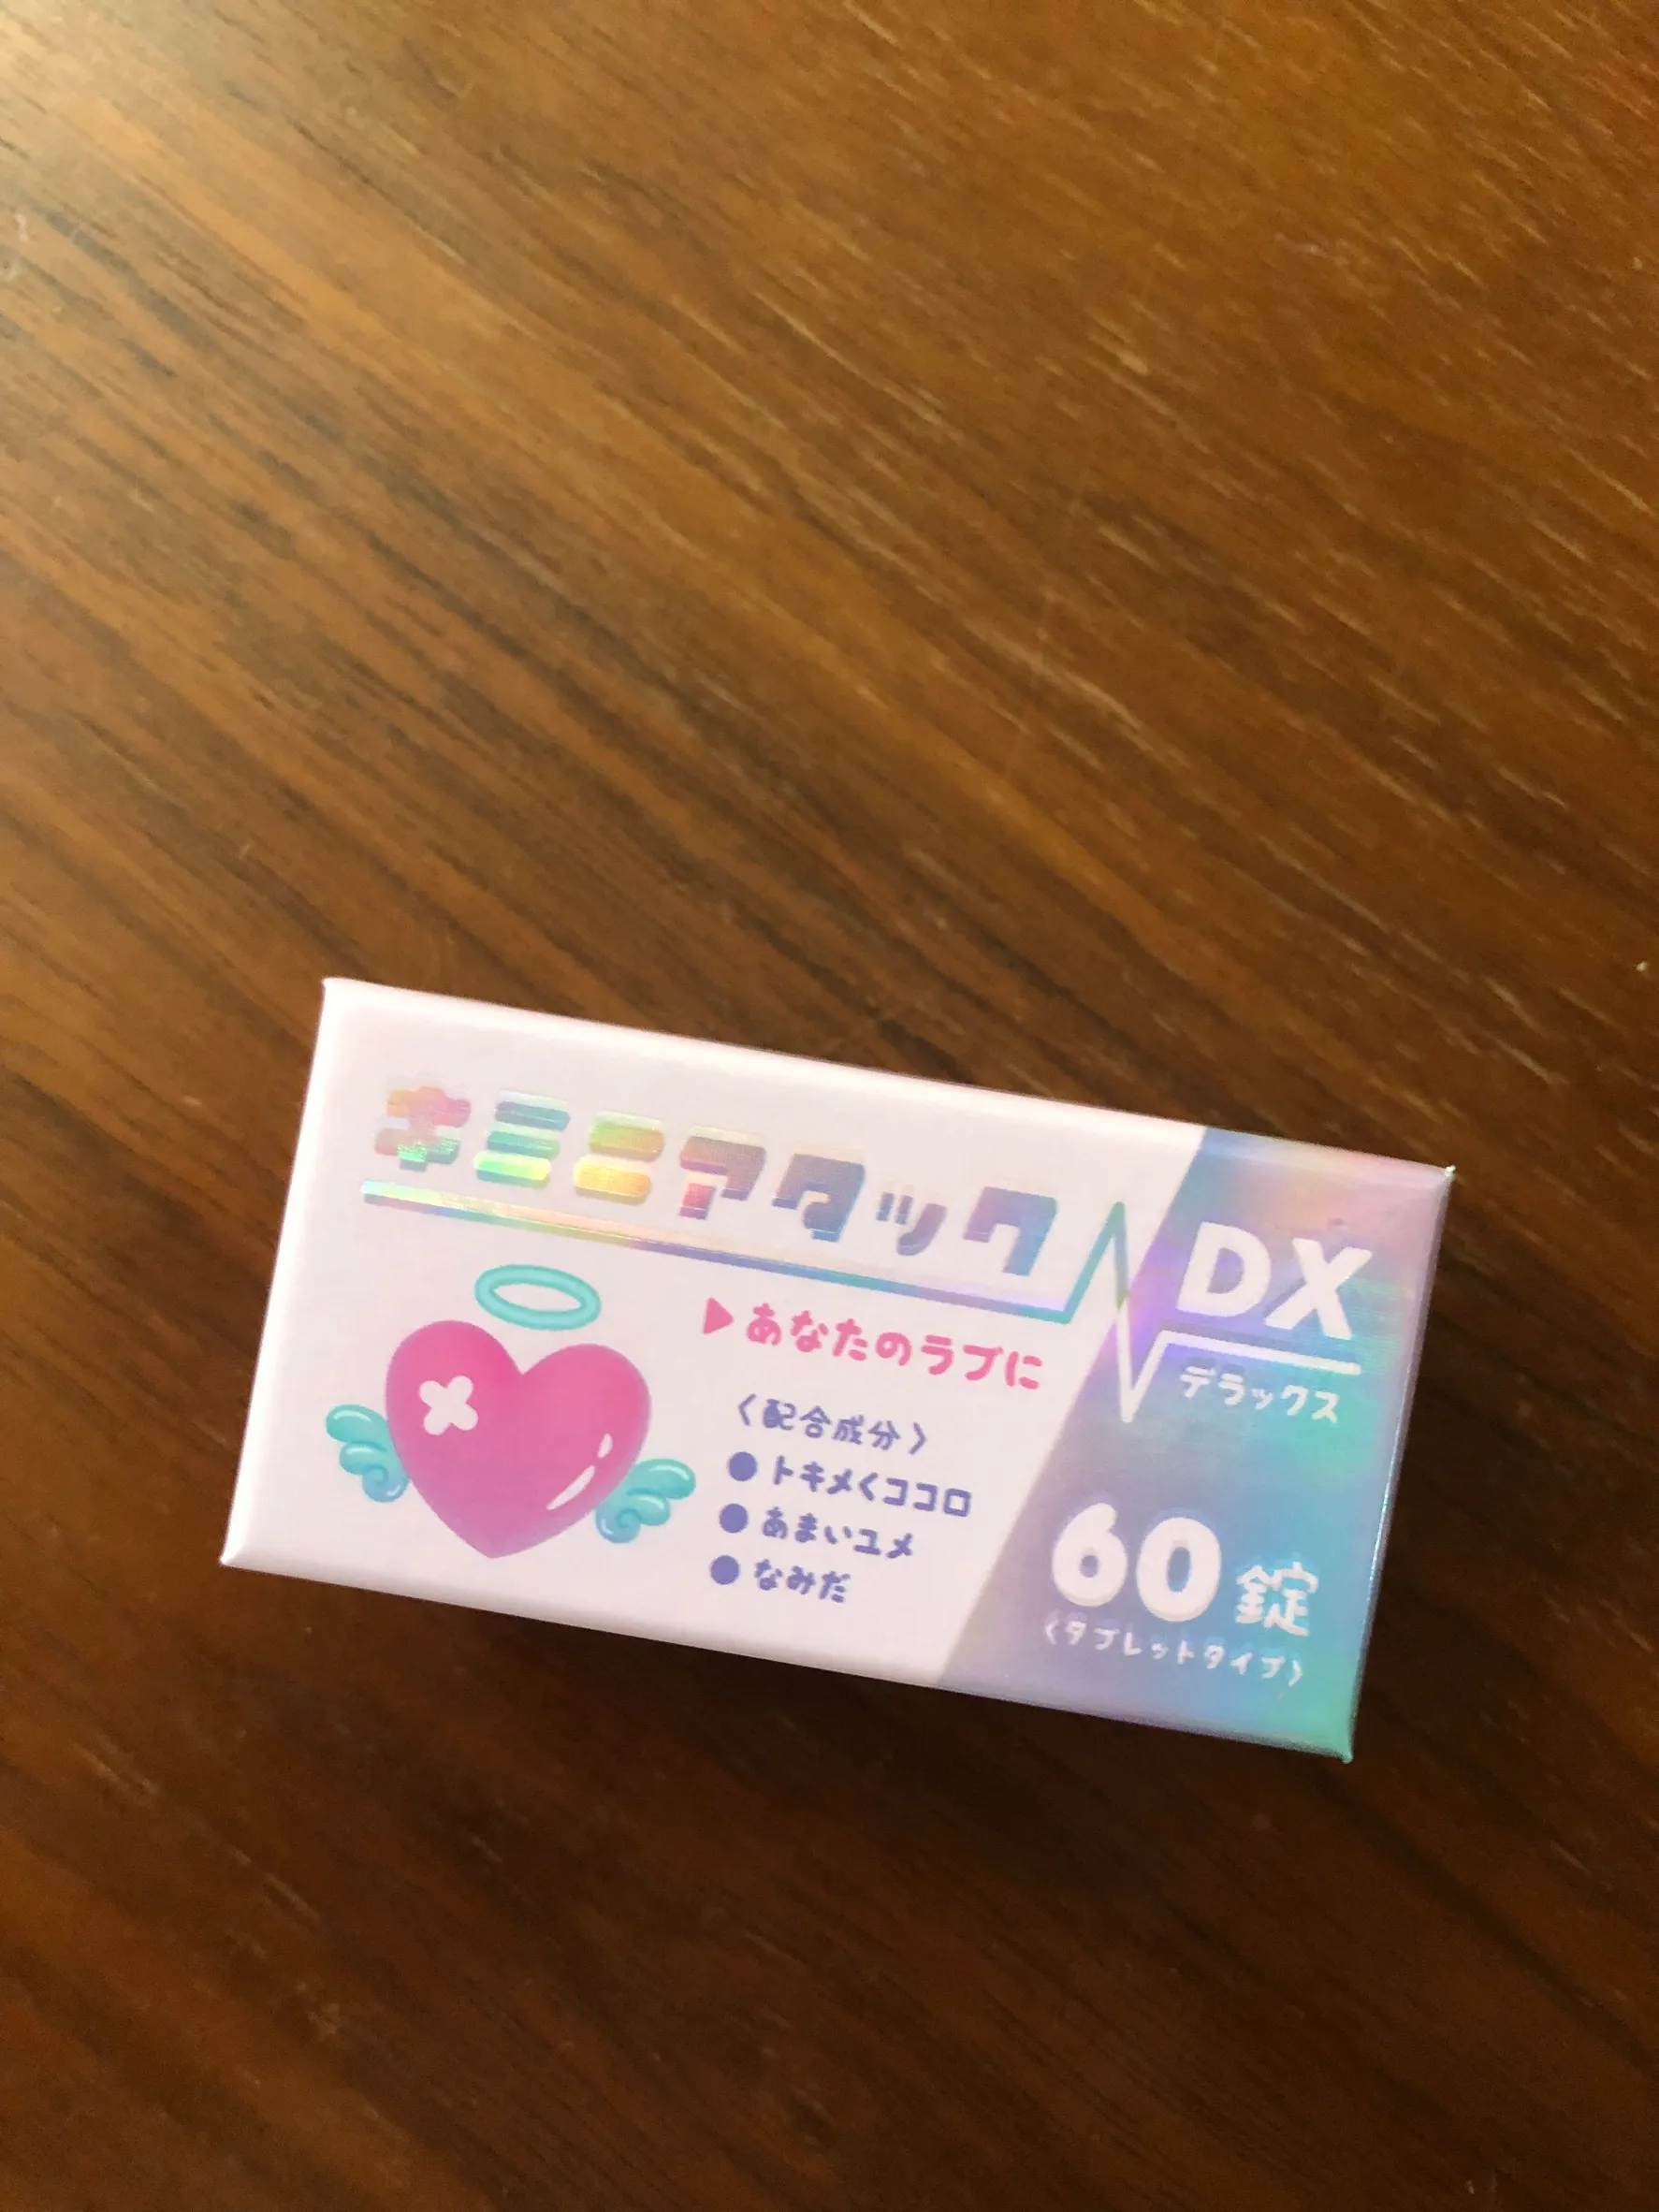 キミミアタック
DX
デラックス
▶あなたのラブに
〈配合成分〉
●トキメくココロ
●あまいユメ
●なみだ
60錠
〈タブレットタイプ〉